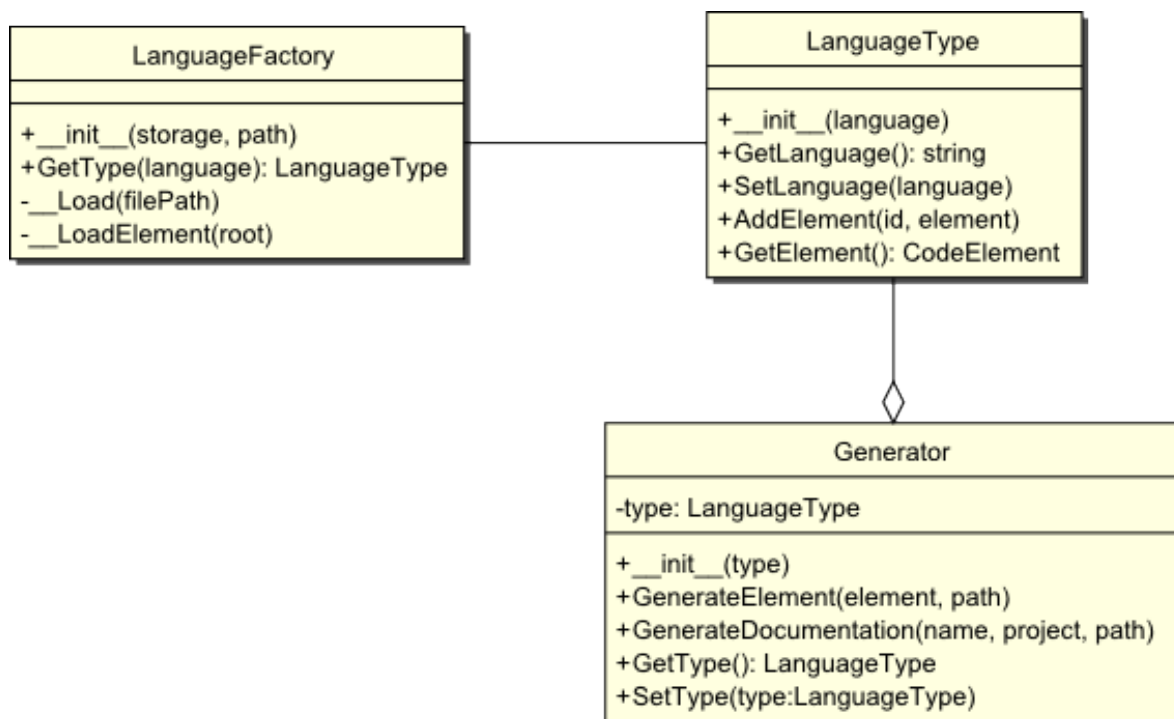 LanguageFactory
+__init__(storage, path)
+GetType(language): LanguageType
-__Load(filePath)
-__LoadElement(root)
LanguageType
+__init__(language)
+GetLanguage(): string
+SetLanguage(language)
+AddElement(id, element)
+GetElement(): CodeElement
Generator
-type: LanguageType
+__init__(type)
+GenerateElement(element, path)
+GenerateDocumentation(name, project, path)
+GetType(): LanguageType
+SetType(type:LanguageType)